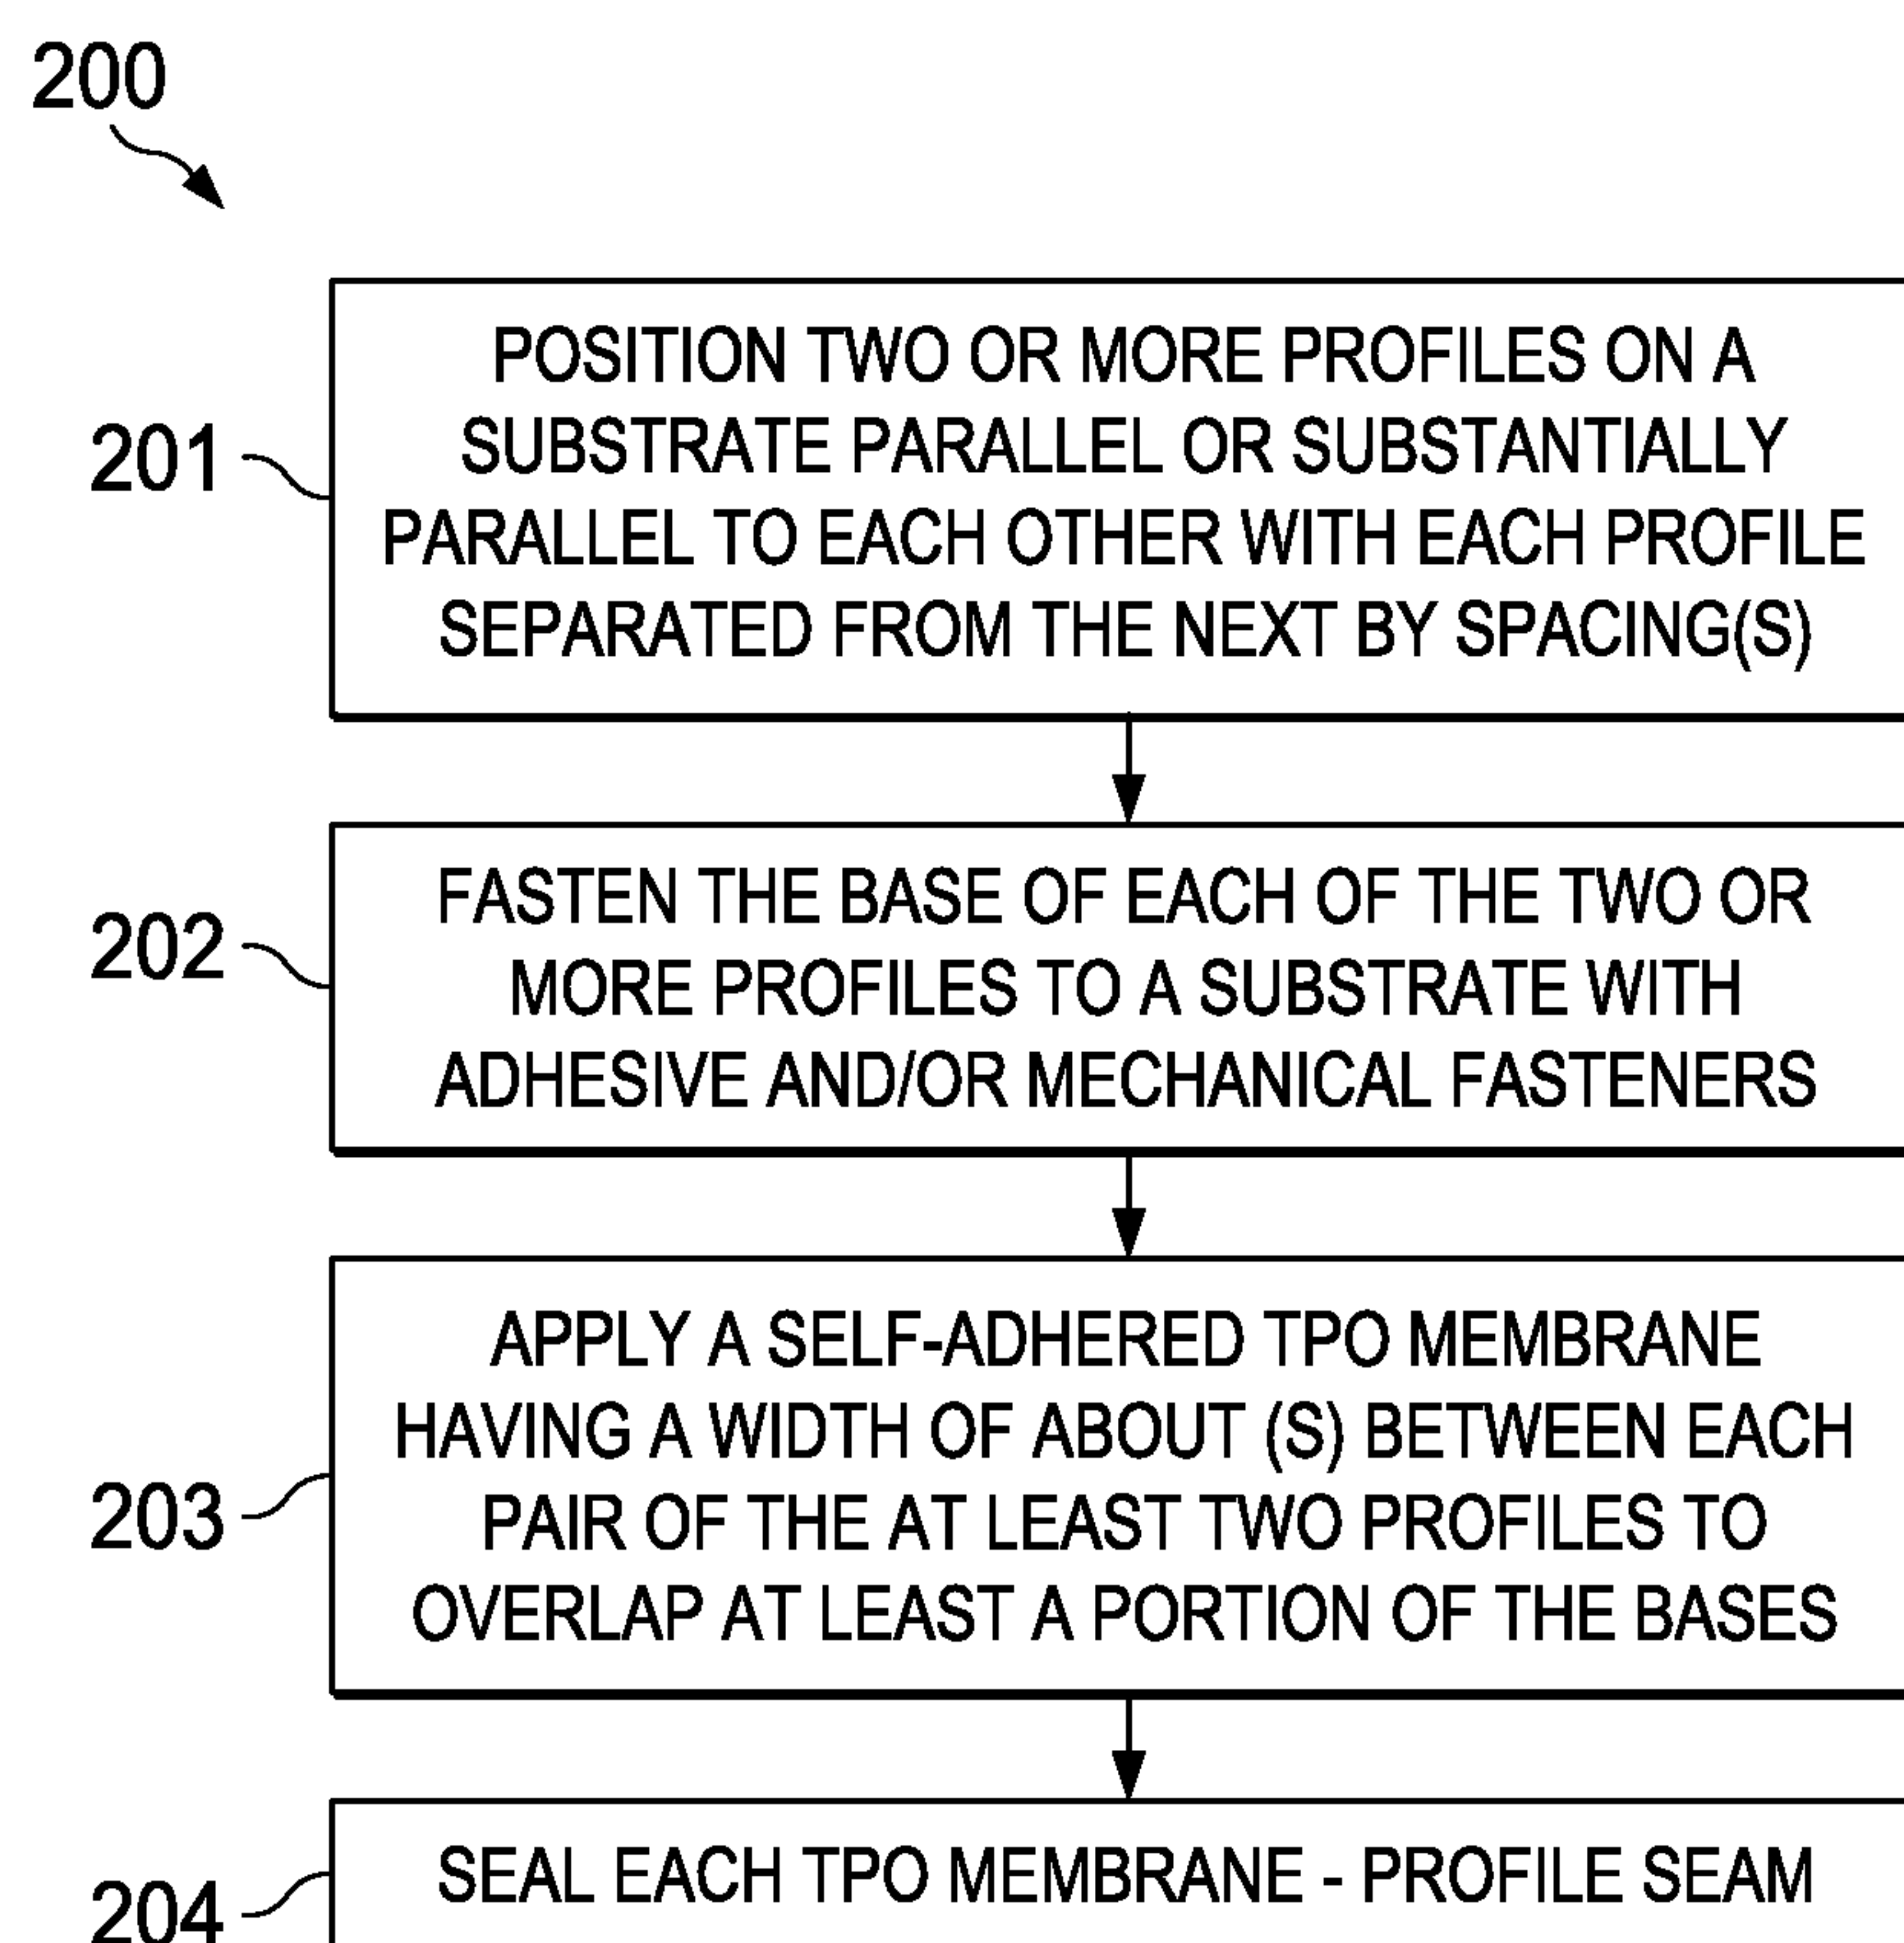 200
201
POSITION TWO OR MORE PROFILES ON A
SUBSTRATE PARALLEL OR SUBSTANTIALLY
PARALLEL TO EACH OTHER WITH EACH PROFILE
SEPARATED FROM THE NEXT BY SPACING(S)
202
FASTEN THE BASE OF EACH OF THE TWO OR
MORE PROFILES TO A SUBSTRATE WITH
ADHESIVE AND/OR MECHANICAL FASTENERS
203
APPLY A SELF-ADHERED TPO MEMBRANE
HAVING A WIDTH OF ABOUT (S) BETWEEN EACH
PAIR OF THE AT LEAST TWO PROFILES TO
OVERLAP AT LEAST A PORTION OF THE BASES
204
SEAL EACH TPO MEMBRANE - PROFILE SEAM